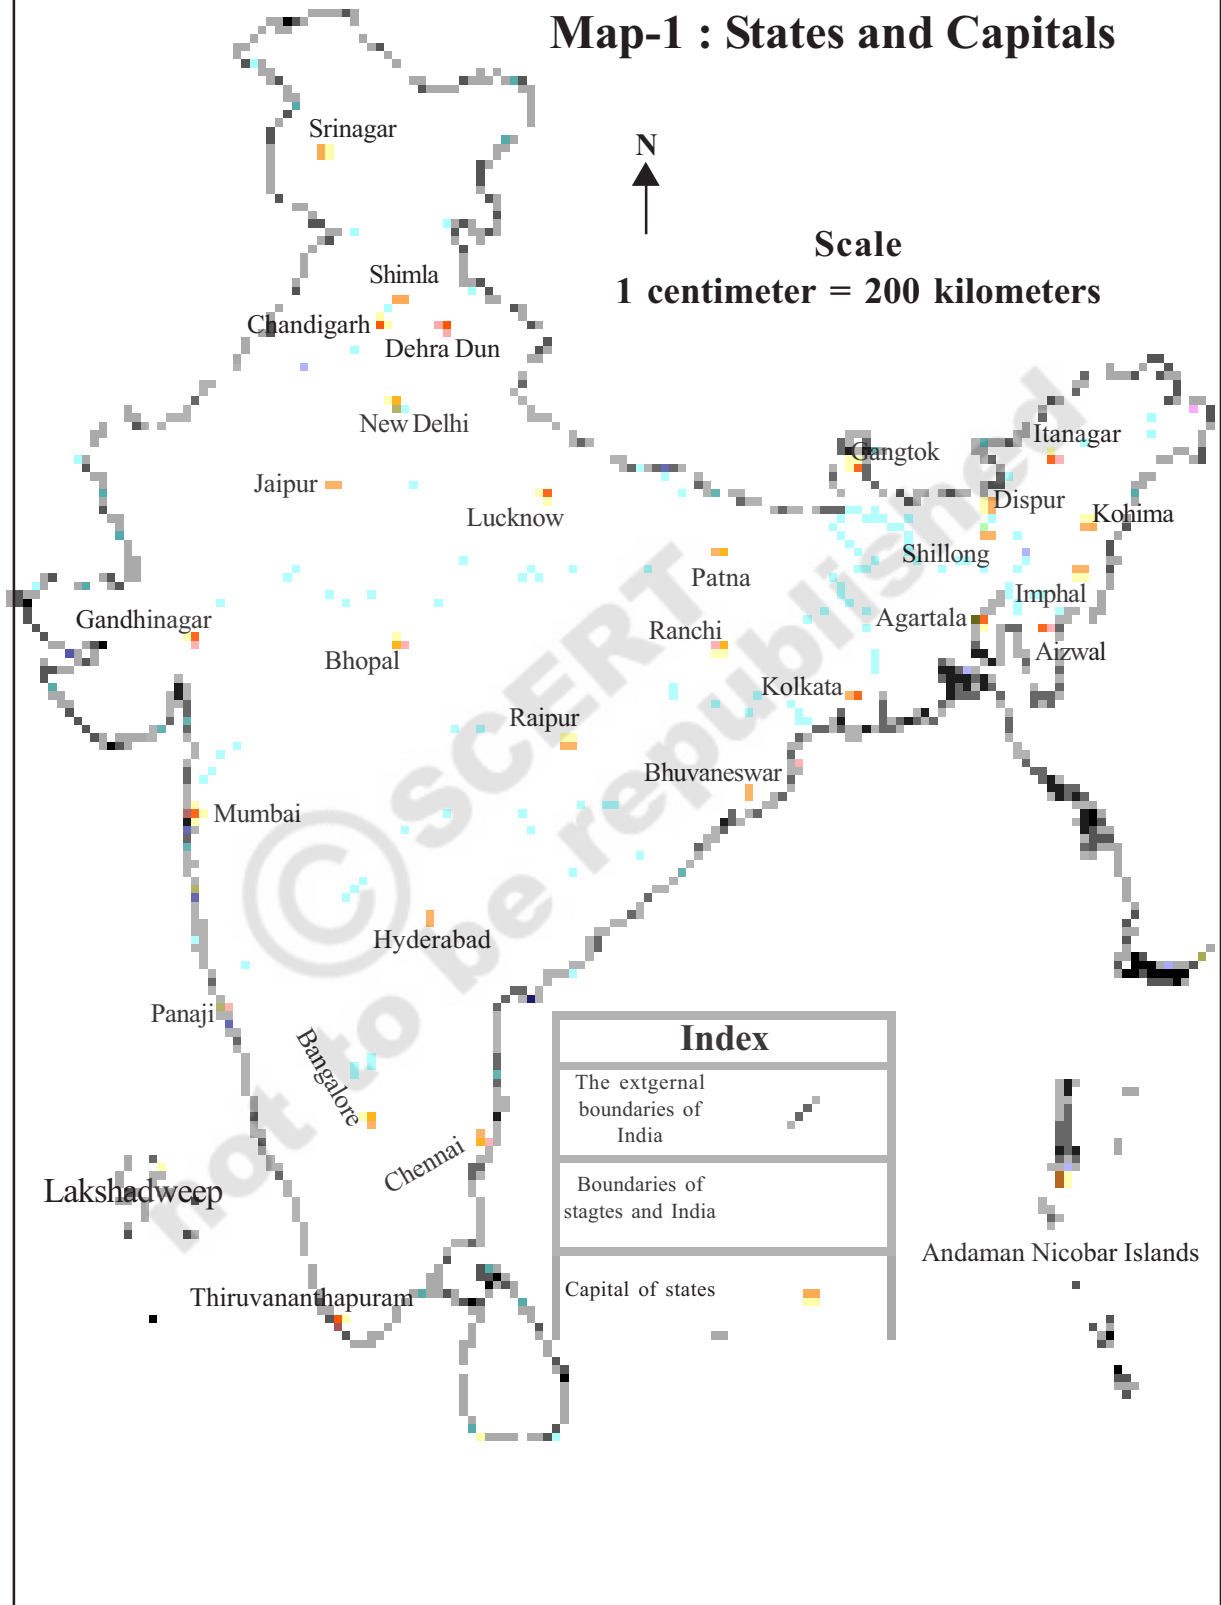 Map-1 : States and Capitals
Srinagar
N
Scale
1 centimeter = 200 kilometers
Shimla
Chandigarh
Dehra Dun
New Delhi
Itanagar
Gangtok
Jaipur
Lucknow
Dispur
Kohima
Shillong
Patna
Imphal
Gandhinagar
Agartala
Ranchi
Bhopal
Aizwal
Kolkata
Raipur
Bhuvaneswar
Mumbai
Hyderabad
Panaji
Bangalore
Chennai
Index
The extgernal
boundaries of
India
Boundaries of
stagtes and India
Capital of states
Lakshadweep
Andaman Nicobar Islands
Thiruvananthapuram
©SCERT
not to be republished